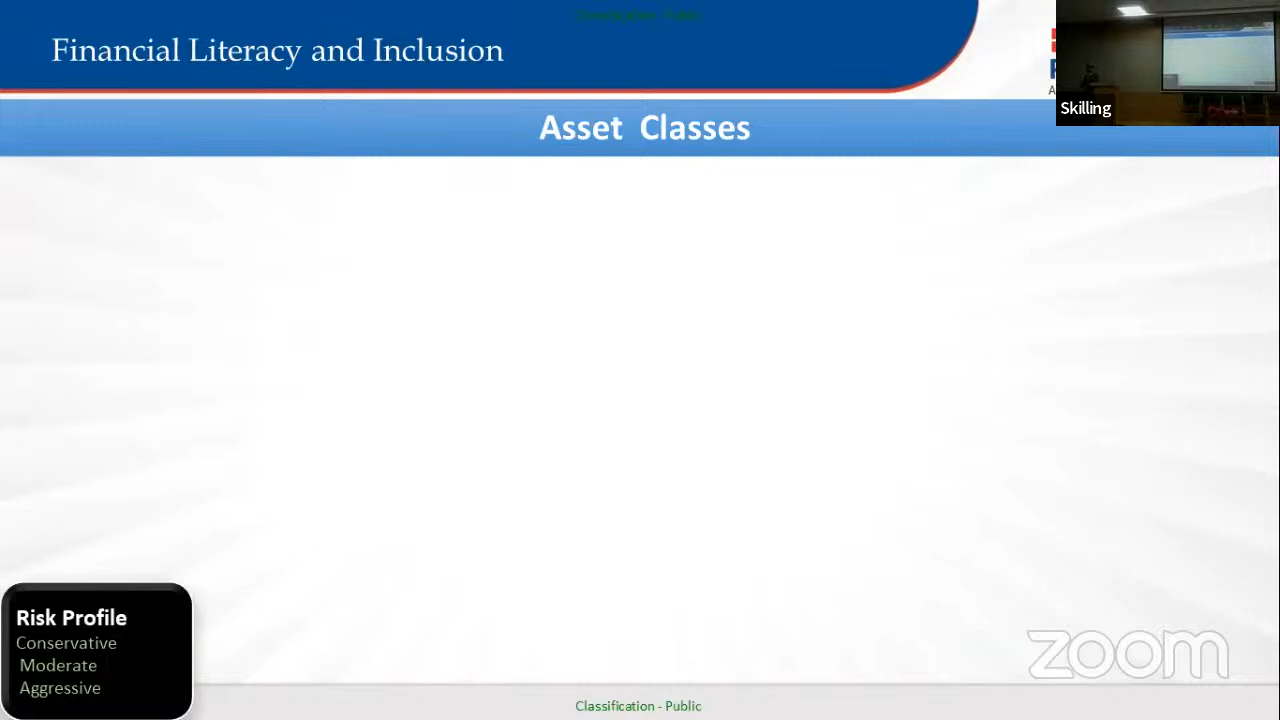 Classification - Public
Financial Literacy and Inclusion
Asset Classes
Skilling
Risk Profile
Conservative
Moderate
Aggressive
zoom
Classification - Public